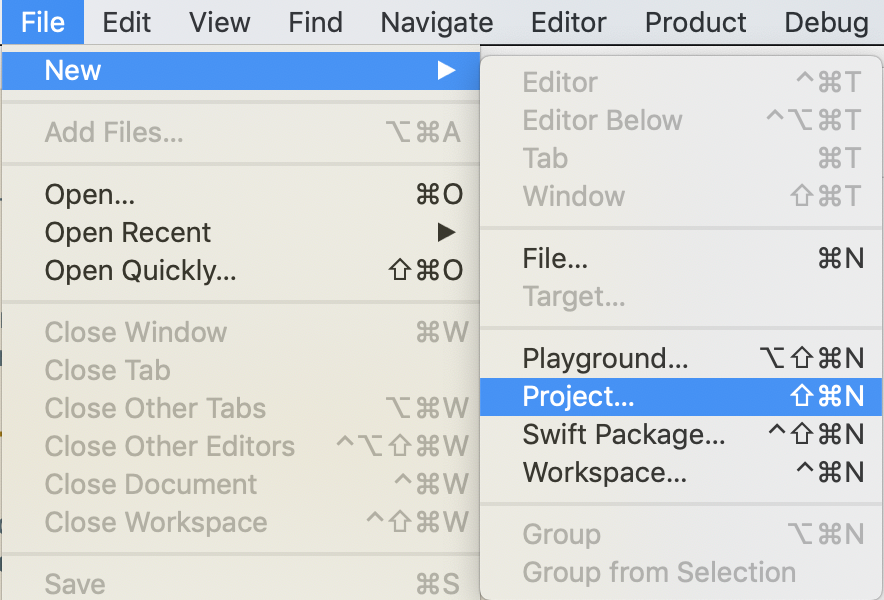 File Edit View Find Navigate Editor Product Debug
New ▶
Add Files... ⌥⌘A
Open... ⌘O
Open Recent ▶
Open Quickly... ⇧⌘O
Close Window ⌘W
Close Tab
Close Other Tabs ⌥⌘W
Close Other Editors ^⌥⇧⌘W
Close Document ^⌘W
Close Workspace ^⇧⌘W
Save ⌘S
Editor ^⌘T
Editor Below ^⌥⌘T
Tab ⌘T
Window ⇧⌘T
File... ⌘N
Target...
Playground... ⌥⇧⌘N
Project... ⇧⌘N
Swift Package... ^⇧⌘N
Workspace... ^⌘N
Group ⌥⌘N
Group from Selection